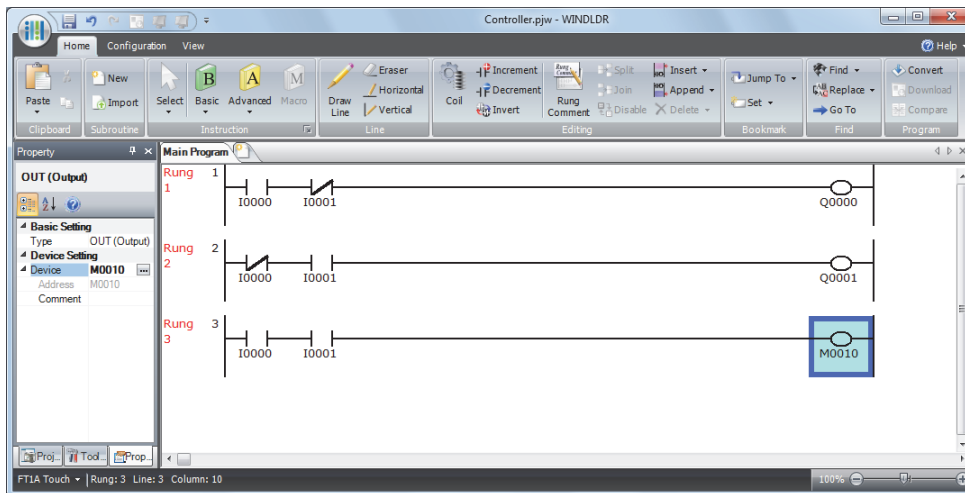 Controller.pjw - WINDLDR
Home Configuration View Help
Paste
Clipboard
New
Import
Subroutine
Select Basic Advanced Macro
B A M
Instruction
Draw Line
Eraser
Horizontal
Vertical
Line
Coil
Increment
Decrement
Invert
Rung Comment
Split
Join
Disable
Insert
Append
Delete
Editing
Jump To
Set
Bookmark
Find
Replace
Go To
Find
Convert
Download
Compare
Program
Property
OUT (Output)
Basic Setting
Type OUT (Output)
Device Setting
Device M0010 ...
Address M0010
Comment
Proj... Tool... Prop...
Main Program
Rung 1
1
I0000 I0001 Q0000
Rung 2
2
I0000 I0001 Q0001
Rung 3
3
I0000 I0001 M0010
FT1A Touch Rung: 3 Line: 3 Column: 10 100%